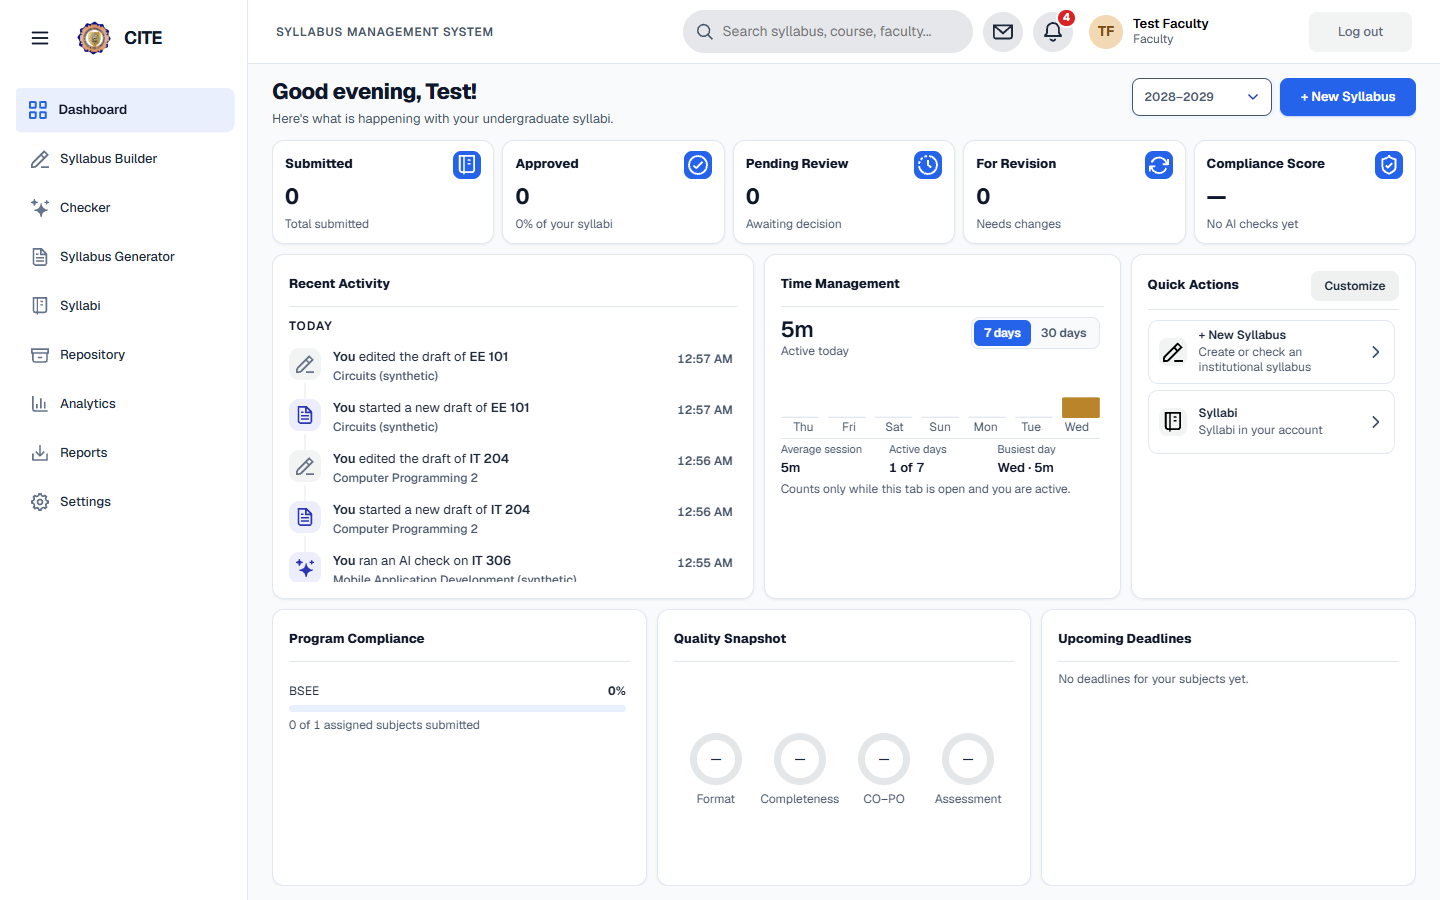 CITE
SYLLABUS MANAGEMENT SYSTEM
Search syllabus, course, faculty...
4
TF
Test Faculty
Faculty
Log out
Dashboard
Syllabus Builder
Checker
Syllabus Generator
Syllabi
Repository
Analytics
Reports
Settings
Good evening, Test!
Here's what is happening with your undergraduate syllabi.
2028–2029
+ New Syllabus
Submitted
0
Total submitted
Approved
0
0% of your syllabi
Pending Review
0
Awaiting decision
For Revision
0
Needs changes
Compliance Score
—
No AI checks yet
Recent Activity
TODAY
You edited the draft of EE 101
12:57 AM
Circuits (synthetic)
You started a new draft of EE 101
12:57 AM
Circuits (synthetic)
You edited the draft of IT 204
12:56 AM
Computer Programming 2
You started a new draft of IT 204
12:56 AM
Computer Programming 2
You ran an AI check on IT 306
12:55 AM
Mobile Application Development (synthetic)
Time Management
5m
Active today
7 days
30 days
Thu Fri Sat Sun Mon Tue Wed
Average session Active days Busiest day
5m 1 of 7 Wed · 5m
Counts only while this tab is open and you are active.
Quick Actions
Customize
+ New Syllabus
Create or check an
institutional syllabus
Syllabi
Syllabi in your account
Program Compliance
BSEE 0%
0 of 1 assigned subjects submitted
Quality Snapshot
– – – –
Format Completeness CO–PO Assessment
Upcoming Deadlines
No deadlines for your subjects yet.